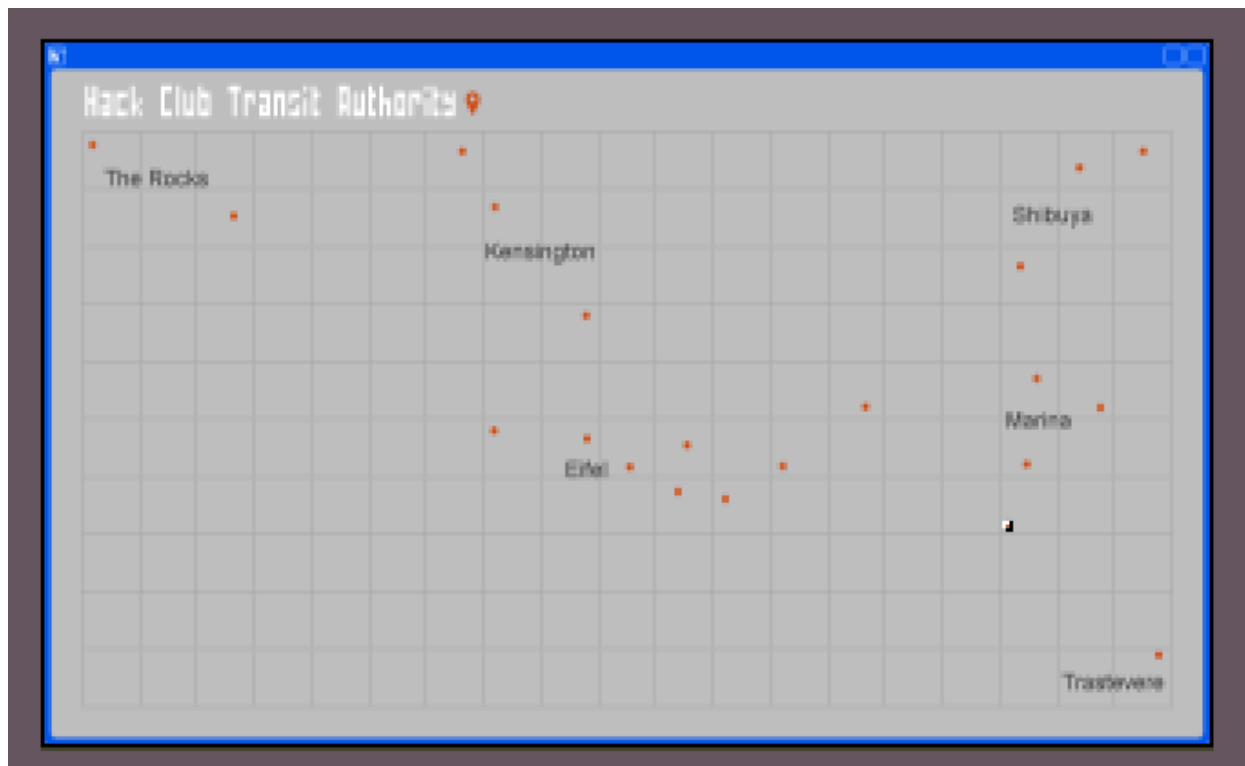 Hack Club Transit Authority
The Rocks
Shibuya
Kensington
Marina
Eifel
Trastevere